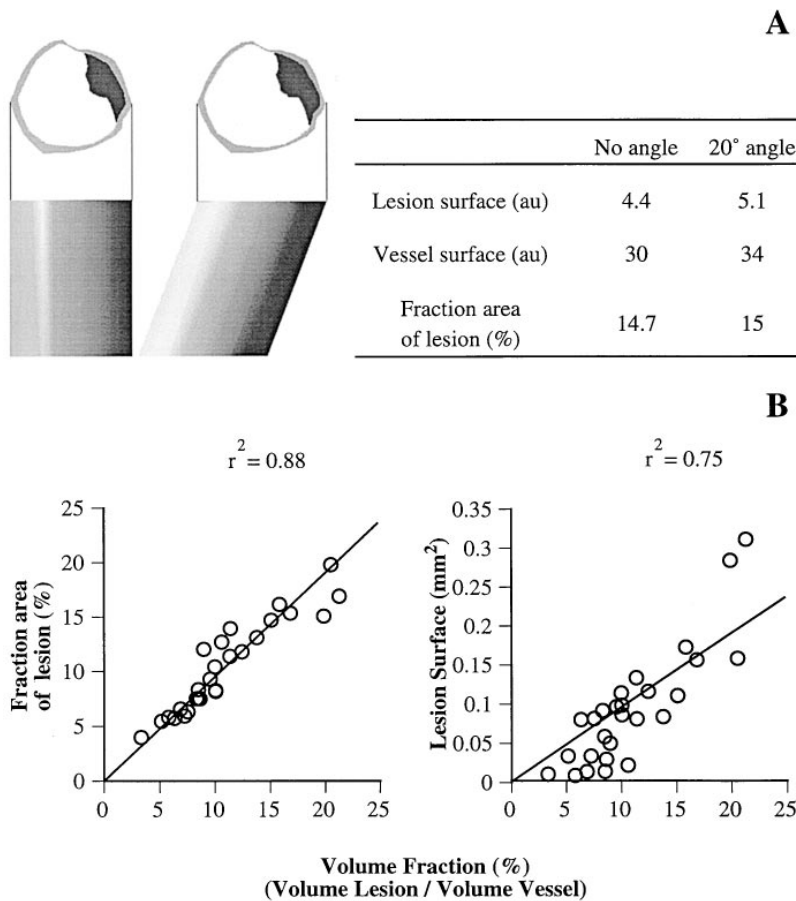 A
No angle 20° angle
Lesion surface (au) 4.4 5.1
Vessel surface (au) 30 34
Fraction area
of lesion (%) 14.7 15
B
r2 = 0.88
r2 = 0.75
Fraction area
of lesion (%)
25
20
15
10
5
0
0 5 10 15 20 25
Lesion Surface (mm2)
0.35
0.3
0.25
0.2
0.15
0.1
0.05
0
0 5 10 15 20 25
Volume Fraction (%)
(Volume Lesion / Volume Vessel)